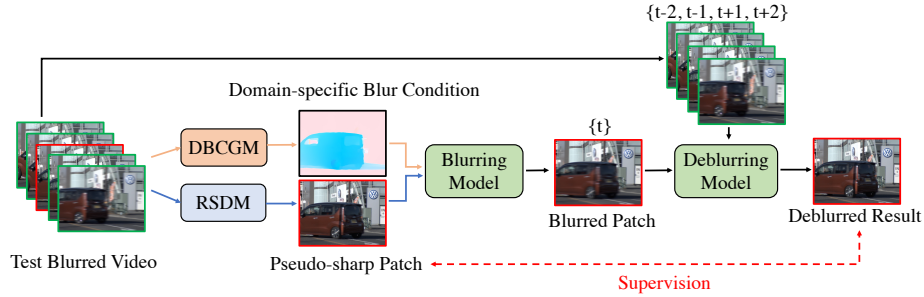 {t-2, t-1, t+1, t+2}
Domain-specific Blur Condition
DBCGM
RSDM
Blurring
Model
{t}
Deblurring
Model
Blurred Patch
Deblurred Result
Test Blurred Video
Pseudo-sharp Patch
Supervision